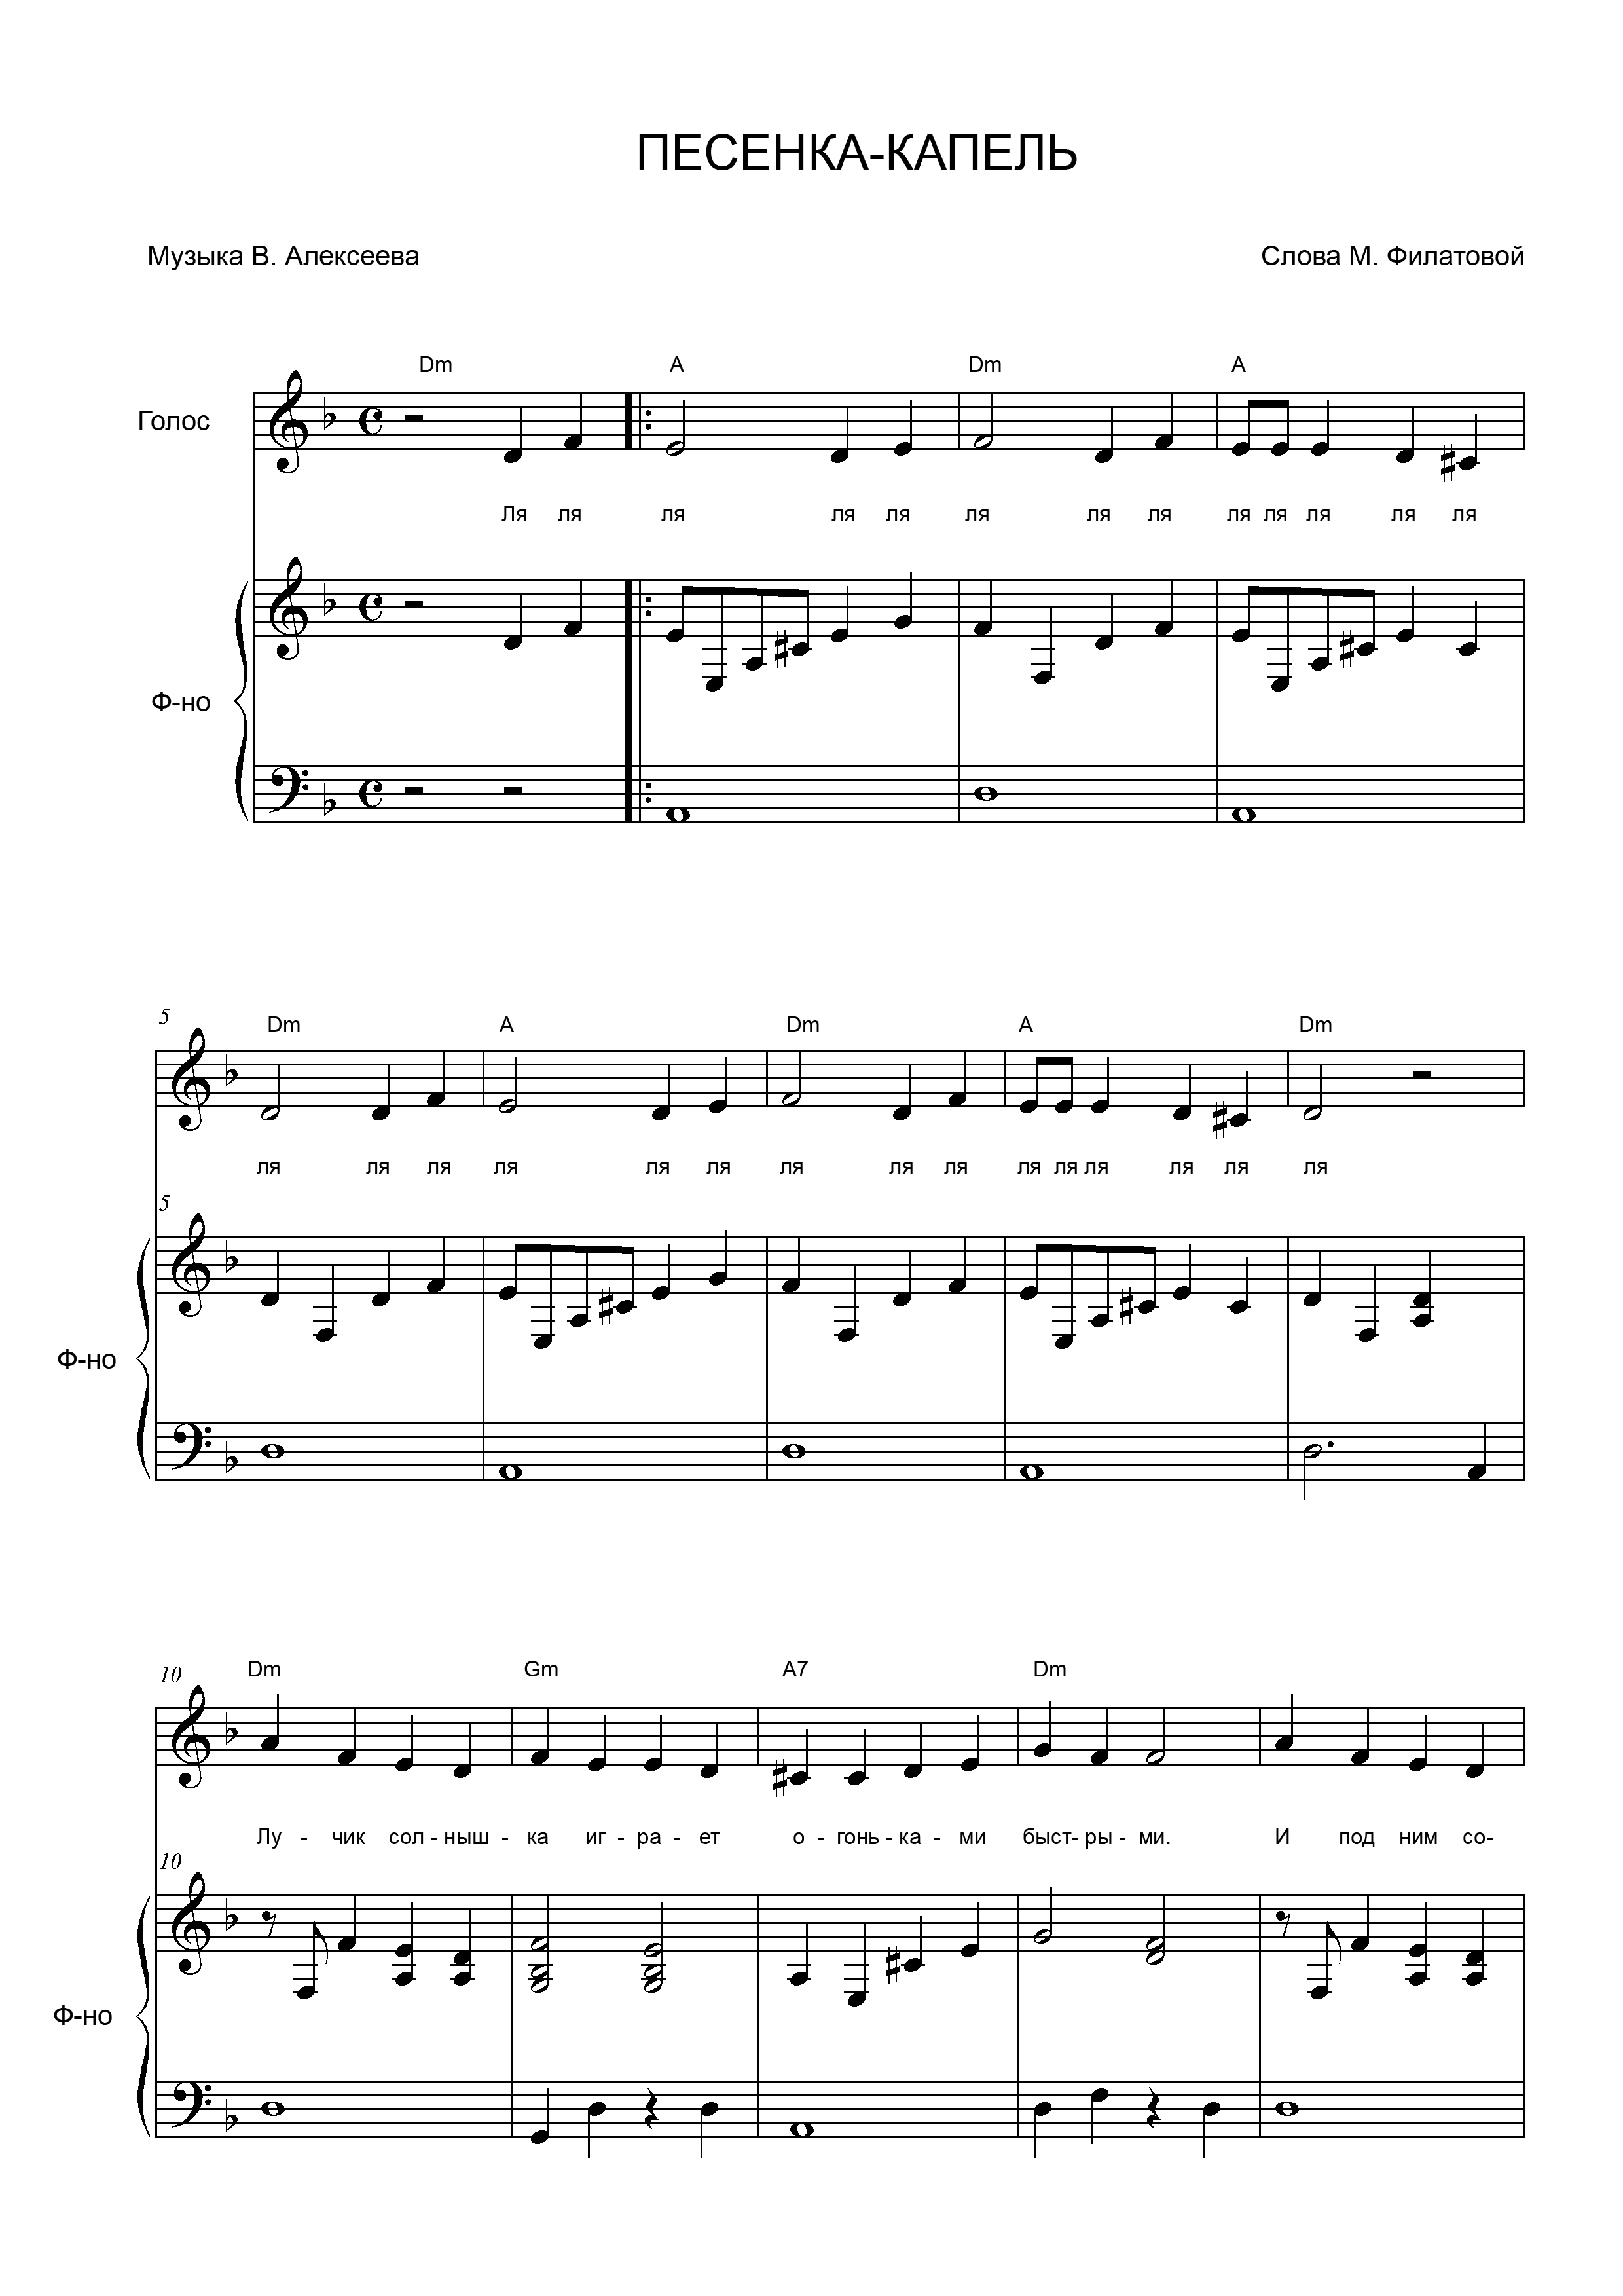 ПЕСЕНКА-КАПЕЛЬ
Музыка В. Алексеева Слова М. Филатовой
Dm A Dm A
Голос
Ля ля ля ля ля ля ля ля ля ля ля ля ля
Ф-но
5 Dm A Dm A Dm
ля ля ля ля ля ля ля ля ля ля ля ля ля ля ля
5
Ф-но
10 Dm Gm A7 Dm
Лу - чик сол - ныш - ка иг - ра - ет о - гонь - ка - ми быст- ры - ми. И под ним со-
10
Ф-но